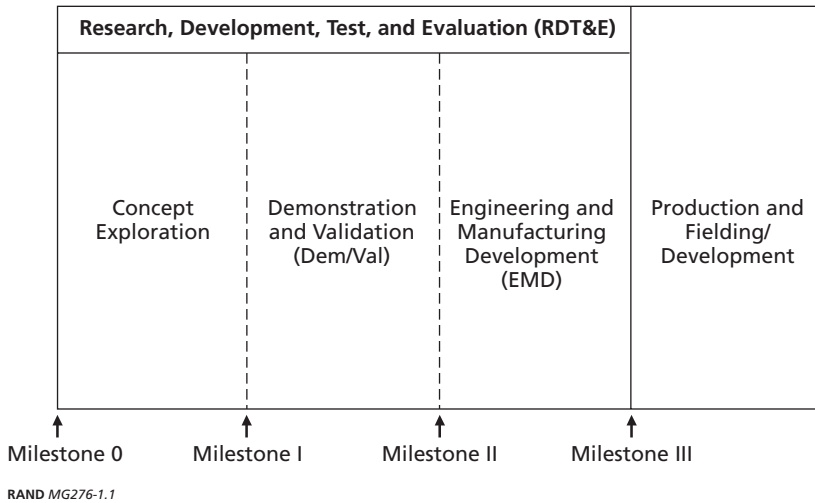 Research, Development, Test, and Evaluation (RDT&E)
Concept
Exploration
Demonstration
and Validation
(Dem/Val)
Engineering and
Manufacturing
Development
(EMD)
Production and
Fielding/
Development
Milestone 0
Milestone I
Milestone II
Milestone III
RAND MG276-1.1